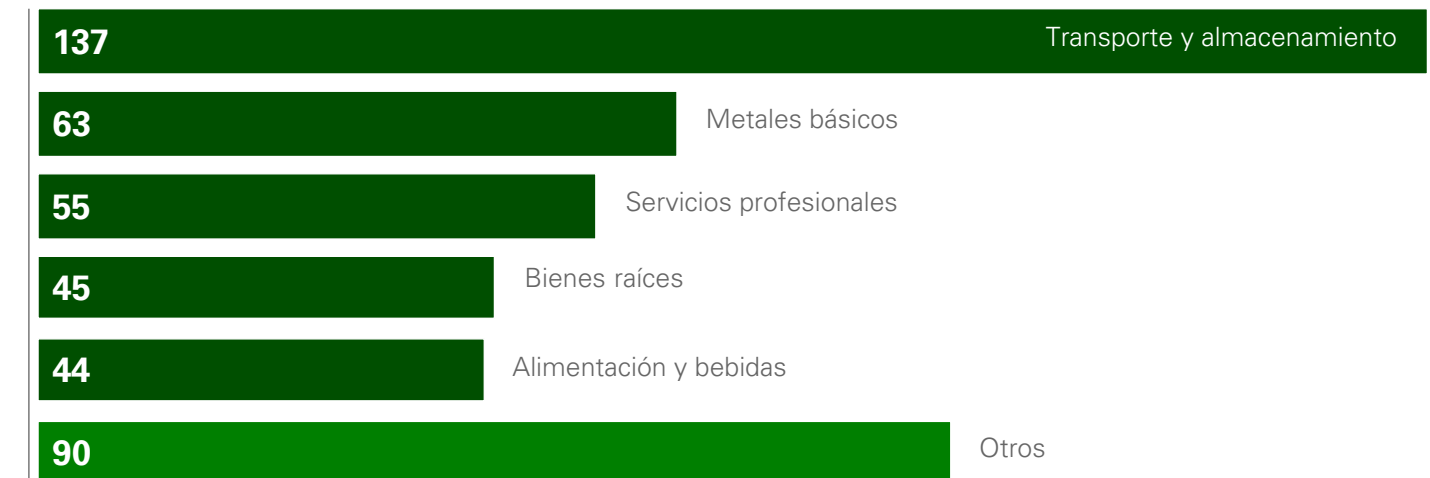 137 Transporte y almacenamiento
63 Metales básicos
55 Servicios profesionales
45 Bienes raíces
44 Alimentación y bebidas
90 Otros